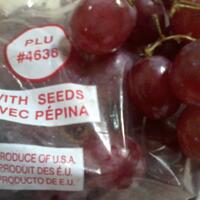 PLU
#4636
WITH SEEDS
AVEC PÉPINA
PRODUCE OF U.S.A.
PRODUIT DES É.U.
PRODUCTO DE E.U.